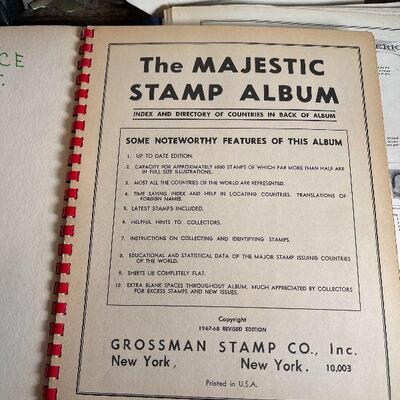 CE
The MAJESTIC
STAMP ALBUM
INDEX AND DIRECTORY OF COUNTRIES IN BACK OF ALBUM
SOME NOTEWORTHY FEATURES OF THIS ALBUM
1. UP TO DATE EDITION.
2. CAPACITY FOR APPROXIMATELY 6500 STAMPS OF WHICH FAR MORE THAN HALF ARE
IN FULL SIZE ILLUSTRATIONS.
3. MOST ALL THE COUNTRIES OF THE WORLD ARE REPRESENTED.
4. TIME SAVING INDEX AND HELP IN LOCATING COUNTRIES. TRANSLATIONS OF
FOREIGN NAMES.
5. LATEST STAMPS INCLUDED.
6. HELPFUL HINTS TO COLLECTORS.
7. INSTRUCTIONS ON COLLECTING AND IDENTIFYING STAMPS.
8. EDUCATIONAL AND STATISTICAL DATA OF THE MAJOR STAMP ISSUING COUNTRIES
OF THE WORLD.
9. SHEETS LIE COMPLETELY FLAT.
10. EXTRA BLANK SPACES THROUGHOUT ALBUM. MUCH APPRECIATED BY COLLECTORS
FOR EXCESS STAMPS AND NEW ISSUES.
Copyright
1967-68 REVISED EDITION
GROSSMAN STAMP CO., Inc.
New York, New York. 10,003
Printed in U.S.A.